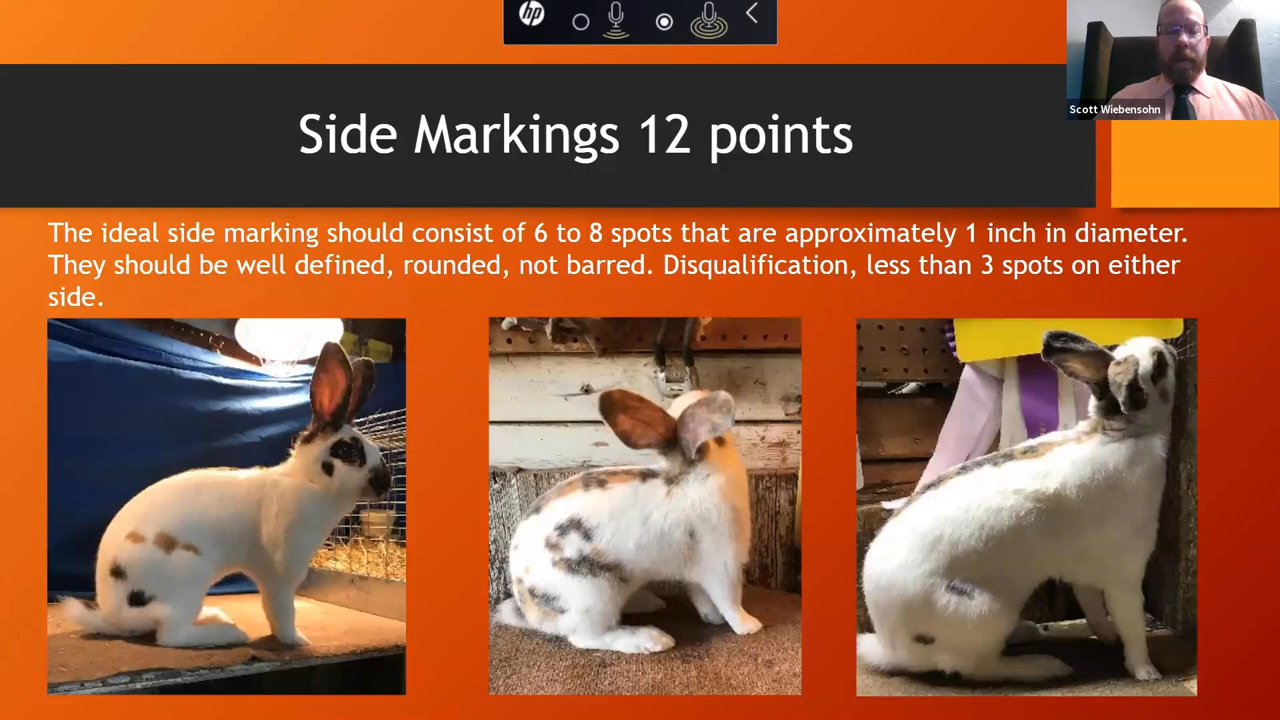 hp
Scott Wiebensohn
Side Markings 12 points
The ideal side marking should consist of 6 to 8 spots that are approximately 1 inch in diameter.
They should be well defined, rounded, not barred. Disqualification, less than 3 spots on either
side.